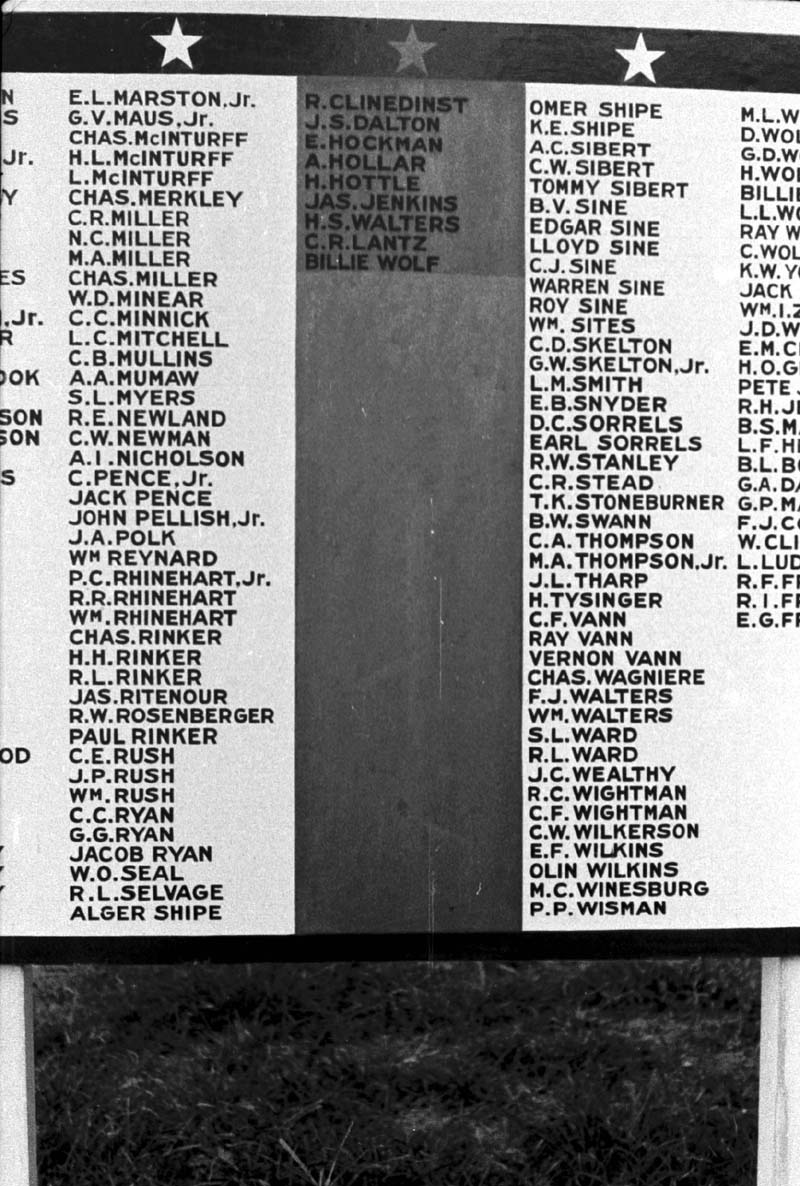 E.L.MARSTON,Jr.
G.V.MAUS,Jr.
CHAS.McINTURFF
H.L.McINTURFF
L.McINTURFF
CHAS.MERKLEY
C.R.MILLER
N.C.MILLER
M.A.MILLER
CHAS.MILLER
W.D.MINEAR
C.C.MINNICK
L.C.MITCHELL
C.B.MULLINS
A.A.MUMAW
S.L.MYERS
R.E.NEWLAND
C.W.NEWMAN
A.I.NICHOLSON
C.PENCE,Jr.
JACK PENCE
JOHN PELLISH,Jr.
J.A.POLK
WM REYNARD
P.C.RHINEHART,Jr.
R.R.RHINEHART
WM.RHINEHART
CHAS.RINKER
H.H.RINKER
R.L.RINKER
JAS.RITENOUR
R.W.ROSENBERGER
PAUL RINKER
C.E.RUSH
J.P.RUSH
WM.RUSH
C.C.RYAN
G.G.RYAN
JACOB RYAN
W.O.SEAL
R.L.SELVAGE
ALGER SHIPE
R.CLINEDINST
J.S.DALTON
E.HOCKMAN
A.HOLLAR
H.HOTTLE
JAS.JENKINS
H.S.WALTERS
C.R.LANTZ
BILLIE WOLF
OMER SHIPE
K.E.SHIPE
A.C.SIBERT
C.W.SIBERT
TOMMY SIBERT
B.V.SINE
EDGAR SINE
LLOYD SINE
C.J.SINE
WARREN SINE
ROY SINE
WM.SITES
C.D.SKELTON
G.W.SKELTON,Jr.
L.M.SMITH
E.B.SNYDER
D.C.SORRELS
EARL SORRELS
R.W.STANLEY
C.R.STEAD
T.K.STONEBURNER
B.W.SWANN
C.A.THOMPSON
M.A.THOMPSON,Jr.
J.L.THARP
H.TYSINGER
C.F.VANN
RAY VANN
VERNON VANN
CHAS.WAGNIERE
F.J.WALTERS
WM.WALTERS
S.L.WARD
R.L.WARD
J.C.WEALTHY
R.C.WIGHTMAN
C.F.WIGHTMAN
C.W.WILKERSON
E.F.WILKINS
OLIN WILKINS
M.C.WINESBURG
P.P.WISMAN